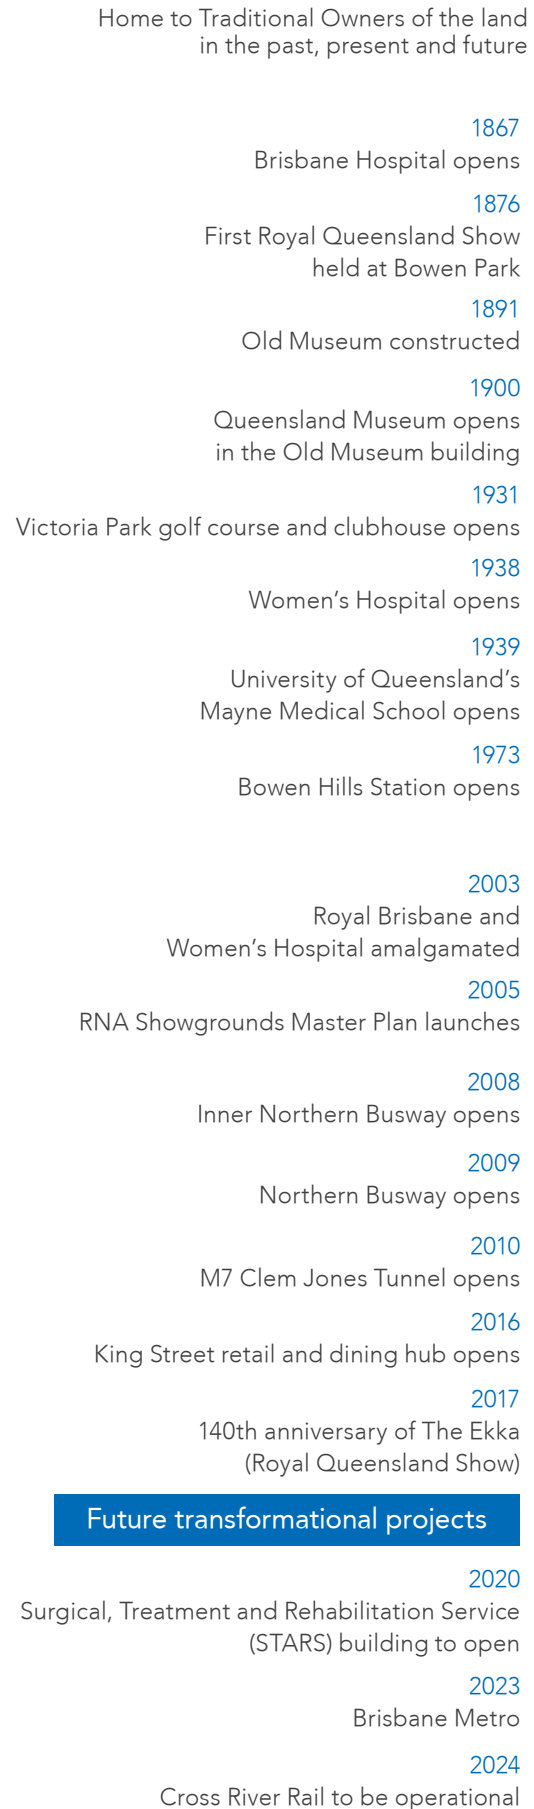 Home to Traditional Owners of the land
in the past, present and future
1867
Brisbane Hospital opens
1876
First Royal Queensland Show
held at Bowen Park
1891
Old Museum constructed
1900
Queensland Museum opens
in the Old Museum building
1931
Victoria Park golf course and clubhouse opens
1938
Women’s Hospital opens
1939
University of Queensland’s
Mayne Medical School opens
1973
Bowen Hills Station opens
2003
Royal Brisbane and
Women’s Hospital amalgamated
2005
RNA Showgrounds Master Plan launches
2008
Inner Northern Busway opens
2009
Northern Busway opens
2010
M7 Clem Jones Tunnel opens
2016
King Street retail and dining hub opens
2017
140th anniversary of The Ekka
(Royal Queensland Show)
Future transformational projects
2020
Surgical, Treatment and Rehabilitation Service
(STARS) building to open
2023
Brisbane Metro
2024
Cross River Rail to be operational